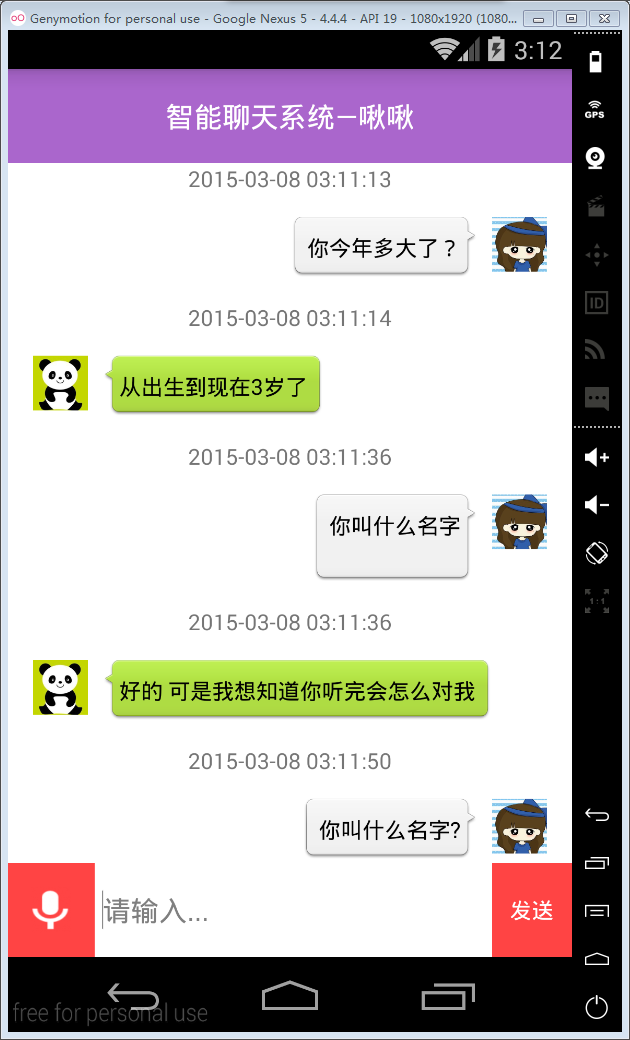 Genymotion for personal use - Google Nexus 5 - 4.4.4 - API 19 - 1080x1920 (1080...
3:12
智能聊天系统—啾啾
GPS
2015-03-08 03:11:13
你今年多大了？
2015-03-08 03:11:14
从出生到现在3岁了
ID
2015-03-08 03:11:36
你叫什么名字
2015-03-08 03:11:36
1:1
好的 可是我想知道你听完会怎么对我
2015-03-08 03:11:50
你叫什么名字?
请输入...
发送
free for personal use